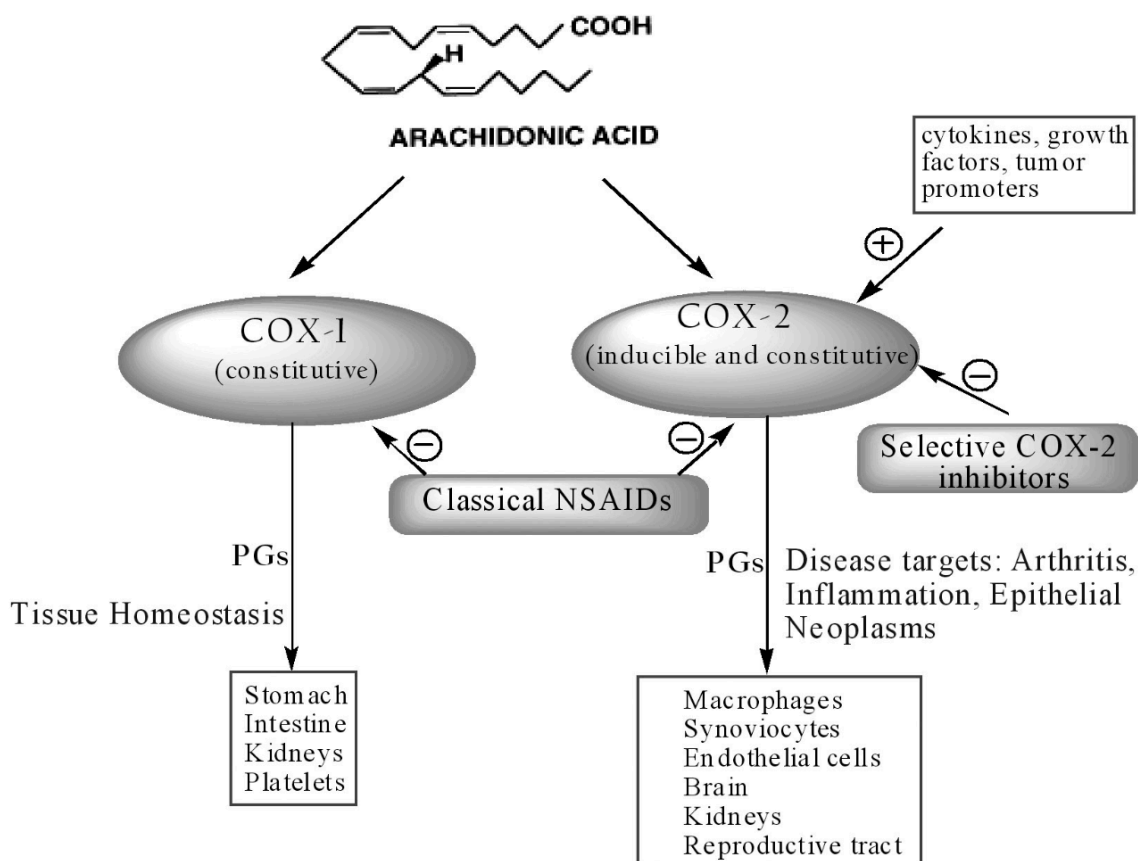 COOH
H
ARACHIDONIC ACID
cytokines, growth
factors, tumor
promoters
+
COX-1
(constitutive)
COX-2
(inducible and constitutive)
−
−
−
Selective COX-2
inhibitors
Classical NSAIDs
PGs
Tissue Homeostasis
PGs
Disease targets: Arthritis,
Inflammation, Epithelial
Neoplasms
Stomach
Intestine
Kidneys
Platelets
Macrophages
Synoviocytes
Endothelial cells
Brain
Kidneys
Reproductive tract